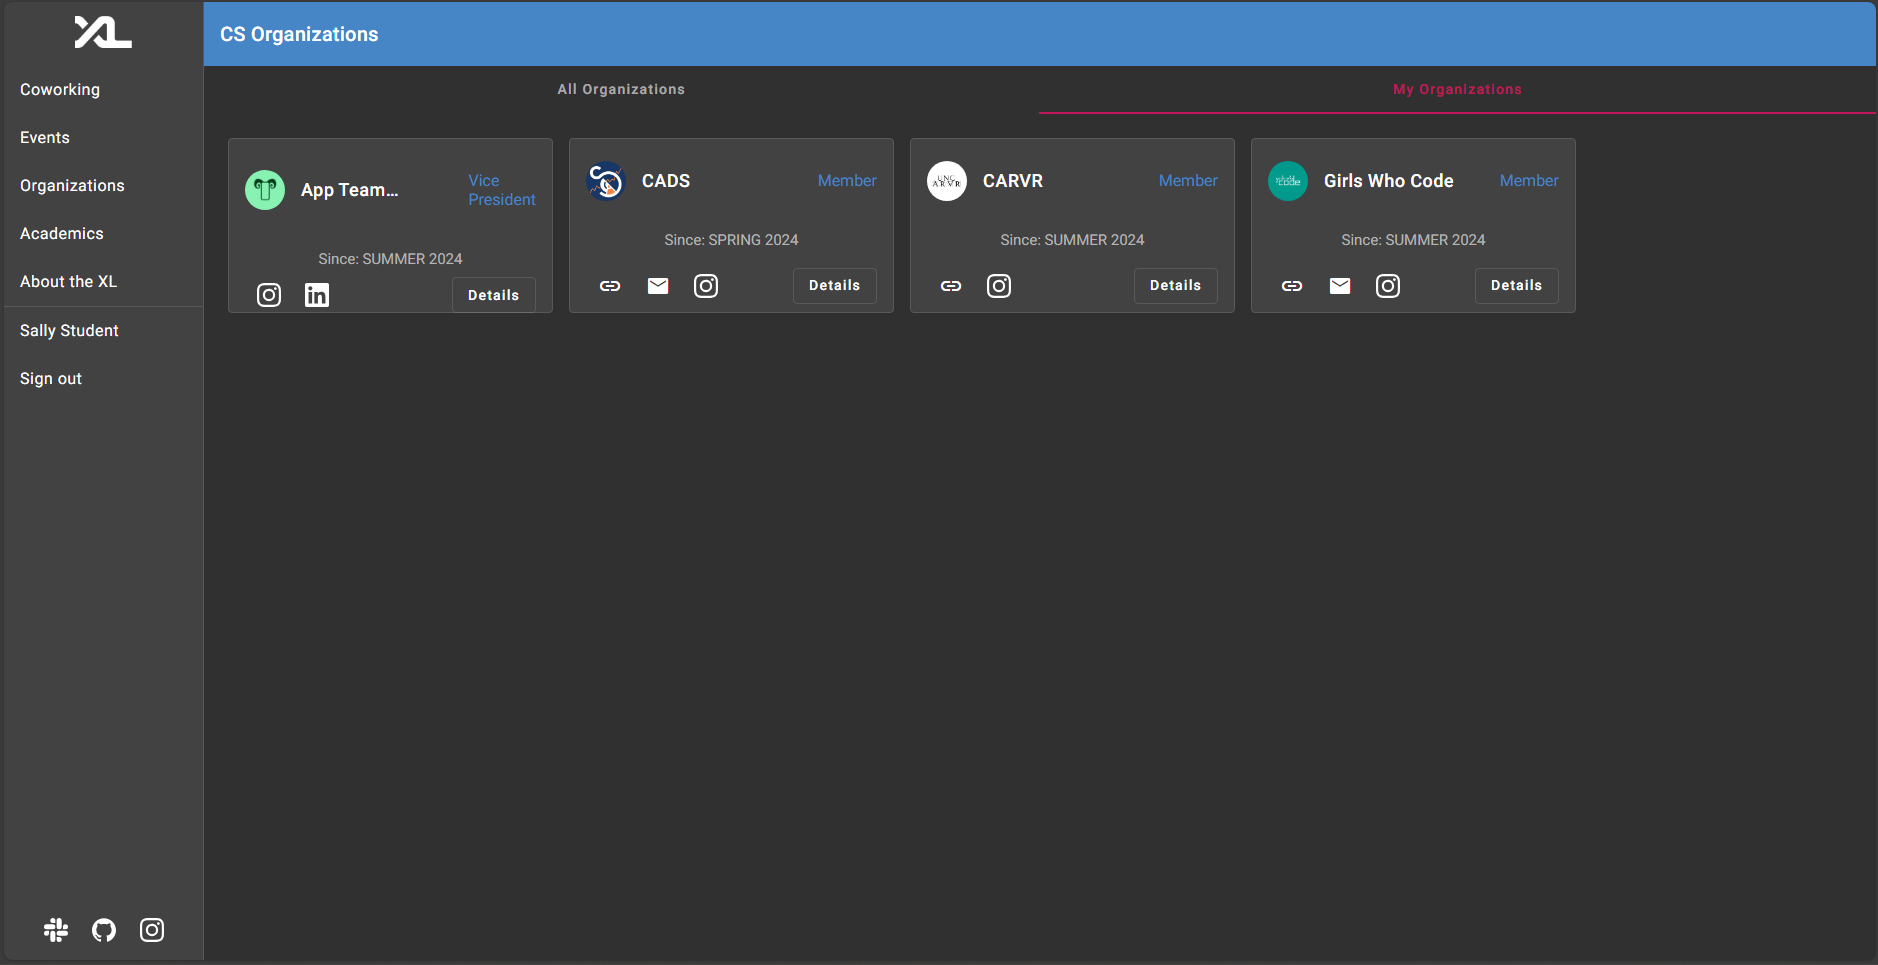 XL
Coworking
Events
Organizations
Academics
About the XL
Sally Student
Sign out
CS Organizations
All Organizations
My Organizations
App Team...
Vice
President
Since: SUMMER 2024
Details
CADS
Member
Since: SPRING 2024
Details
UNC
ARVR
CARVR
Member
Since: SUMMER 2024
Details
Girls Who Code
Member
Since: SUMMER 2024
Details